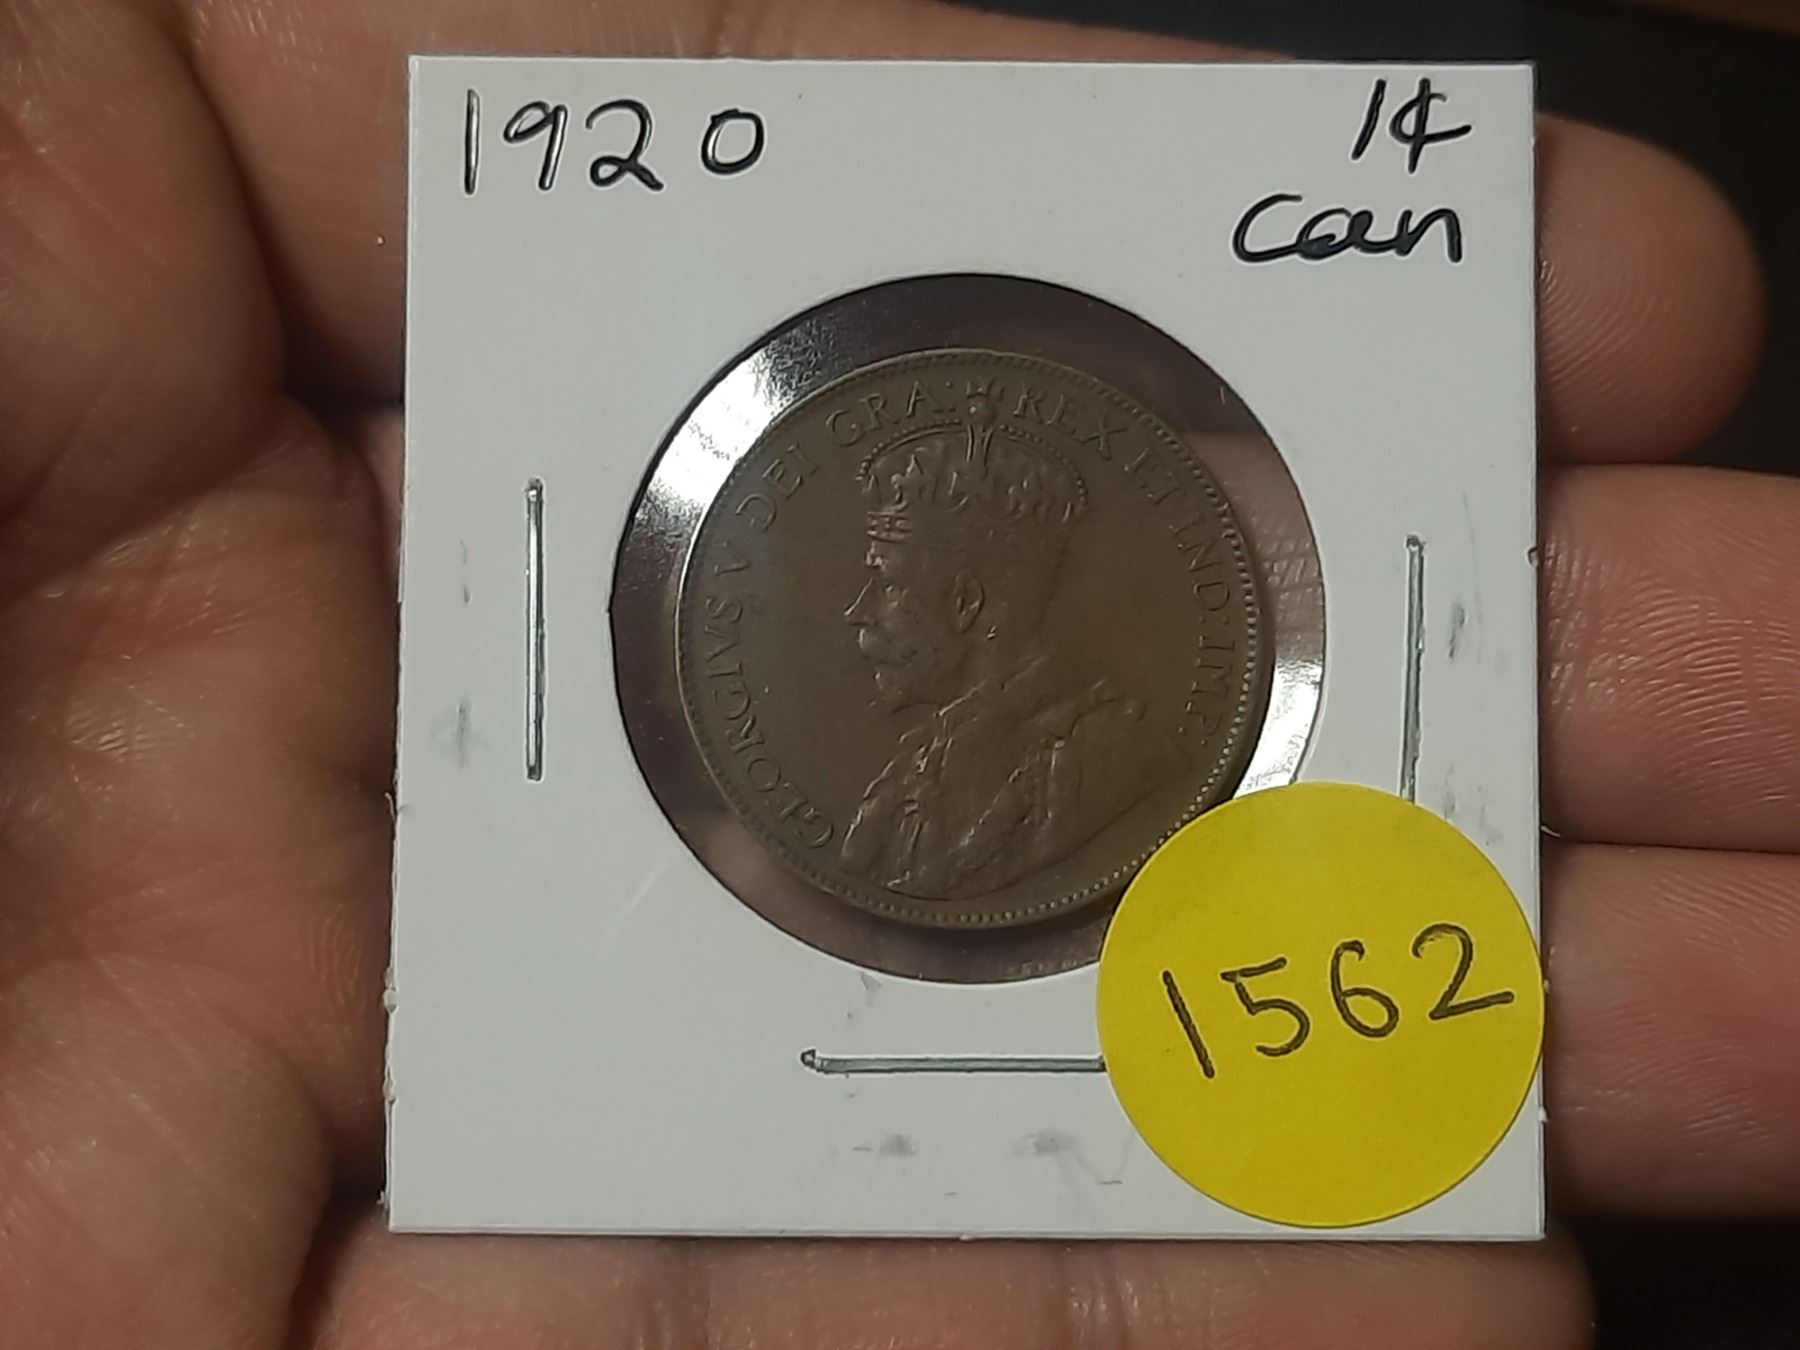 1920
1¢
Can
GEORGIVS V DEI GRA: REX ET IND: IMP:
1562